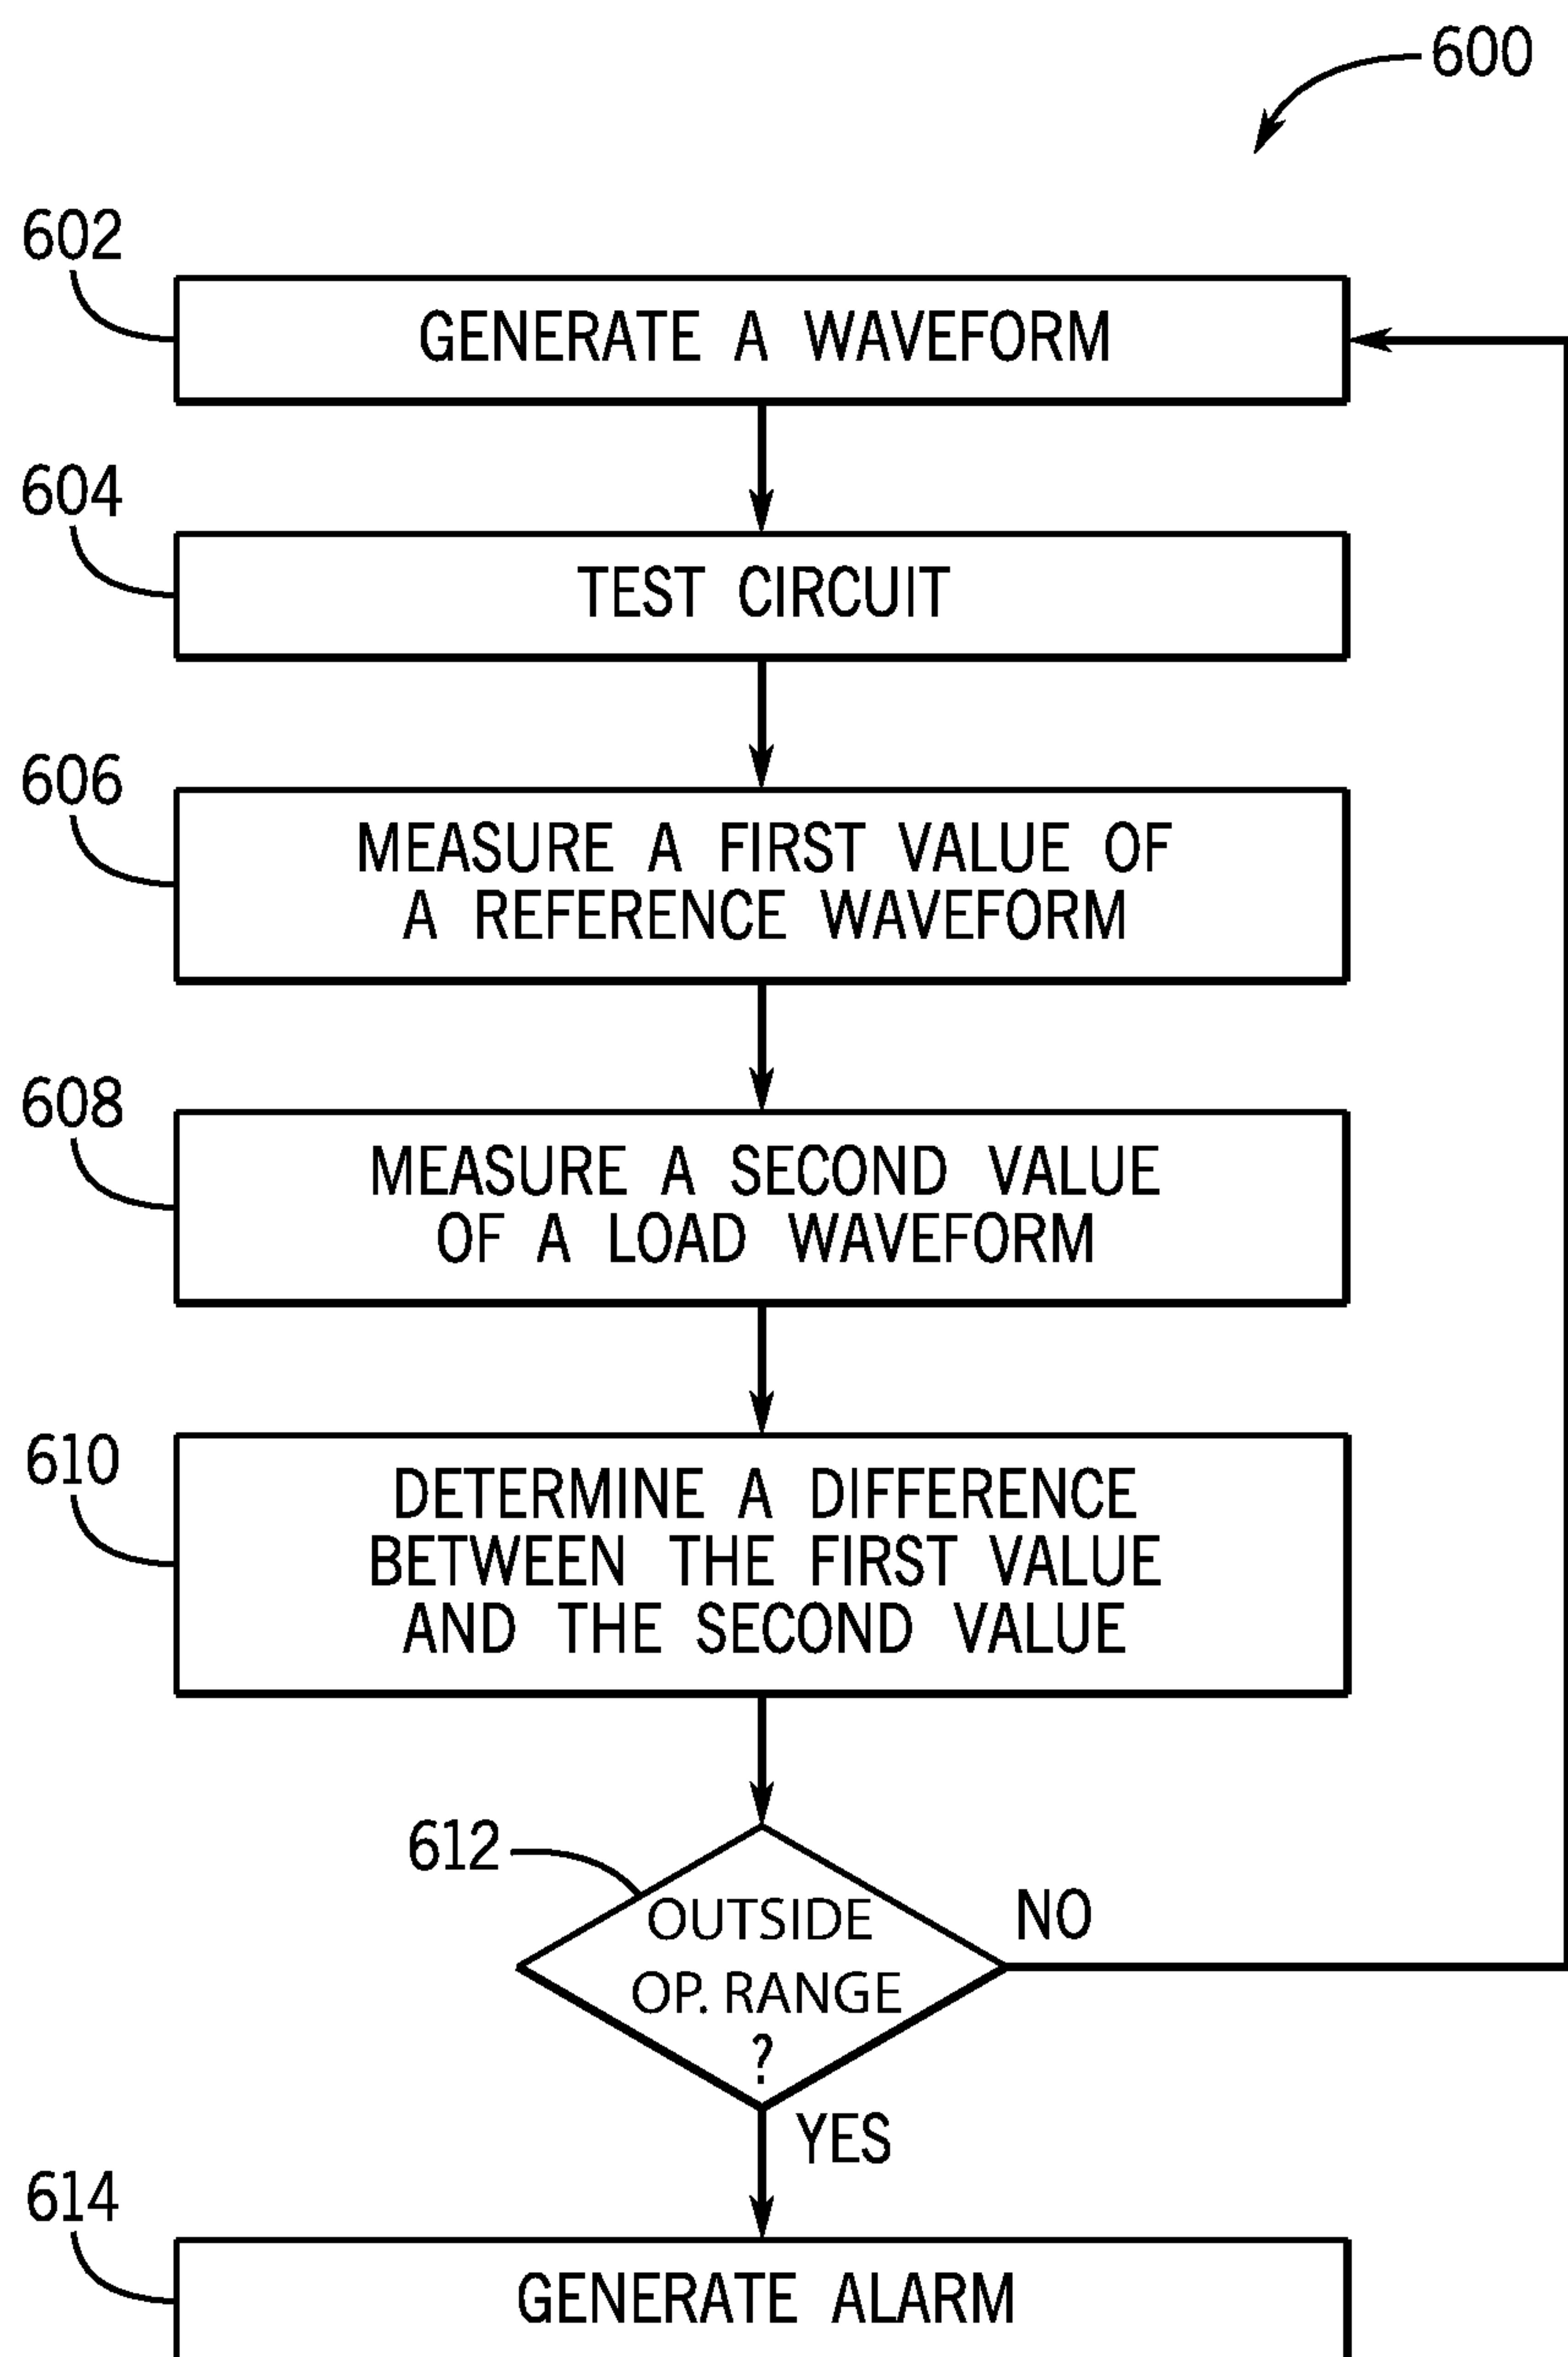 600
602
GENERATE A WAVEFORM
604
TEST CIRCUIT
606
MEASURE A FIRST VALUE OF
A REFERENCE WAVEFORM
608
MEASURE A SECOND VALUE
OF A LOAD WAVEFORM
610
DETERMINE A DIFFERENCE
BETWEEN THE FIRST VALUE
AND THE SECOND VALUE
612
OUTSIDE
OP. RANGE
?
NO
YES
614
GENERATE ALARM